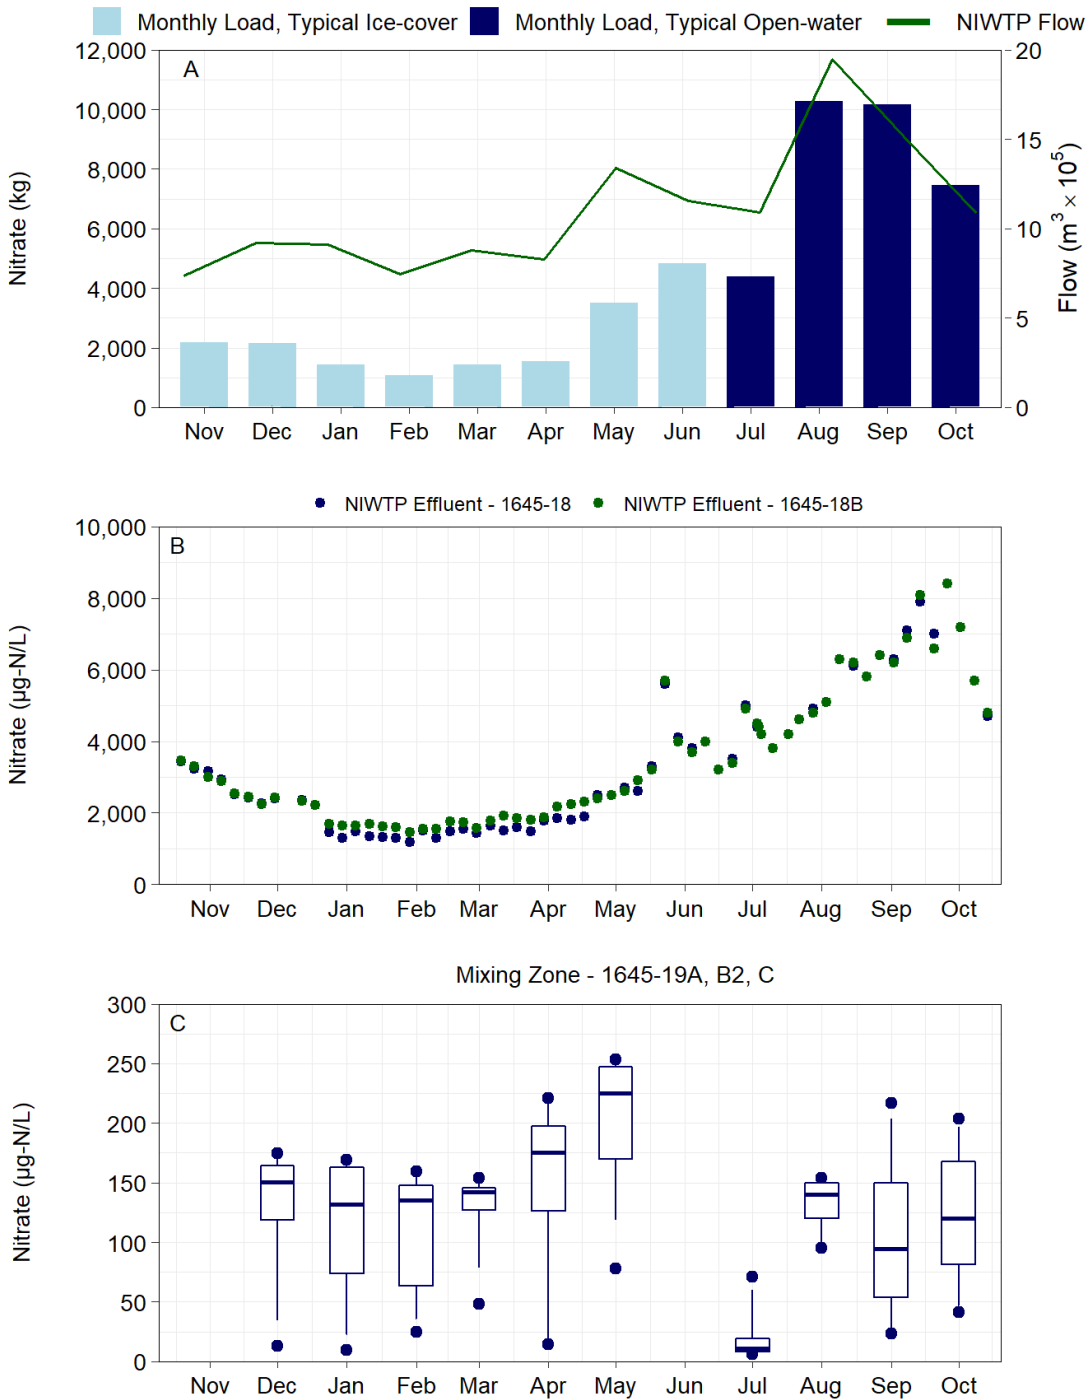 Monthly Load, Typical Ice-cover Monthly Load, Typical Open-water NIWTP Flow
A
Nitrate (kg)
12,000
10,000
8,000
6,000
4,000
2,000
0
20
15
10
5
0
Flow (m³ × 10⁵)
Nov Dec Jan Feb Mar Apr May Jun Jul Aug Sep Oct
NIWTP Effluent - 1645-18 NIWTP Effluent - 1645-18B
B
Nitrate (µg-N/L)
10,000
8,000
6,000
4,000
2,000
0
Nov Dec Jan Feb Mar Apr May Jun Jul Aug Sep Oct
Mixing Zone - 1645-19A, B2, C
C
Nitrate (µg-N/L)
300
250
200
150
100
50
0
Nov Dec Jan Feb Mar Apr May Jun Jul Aug Sep Oct